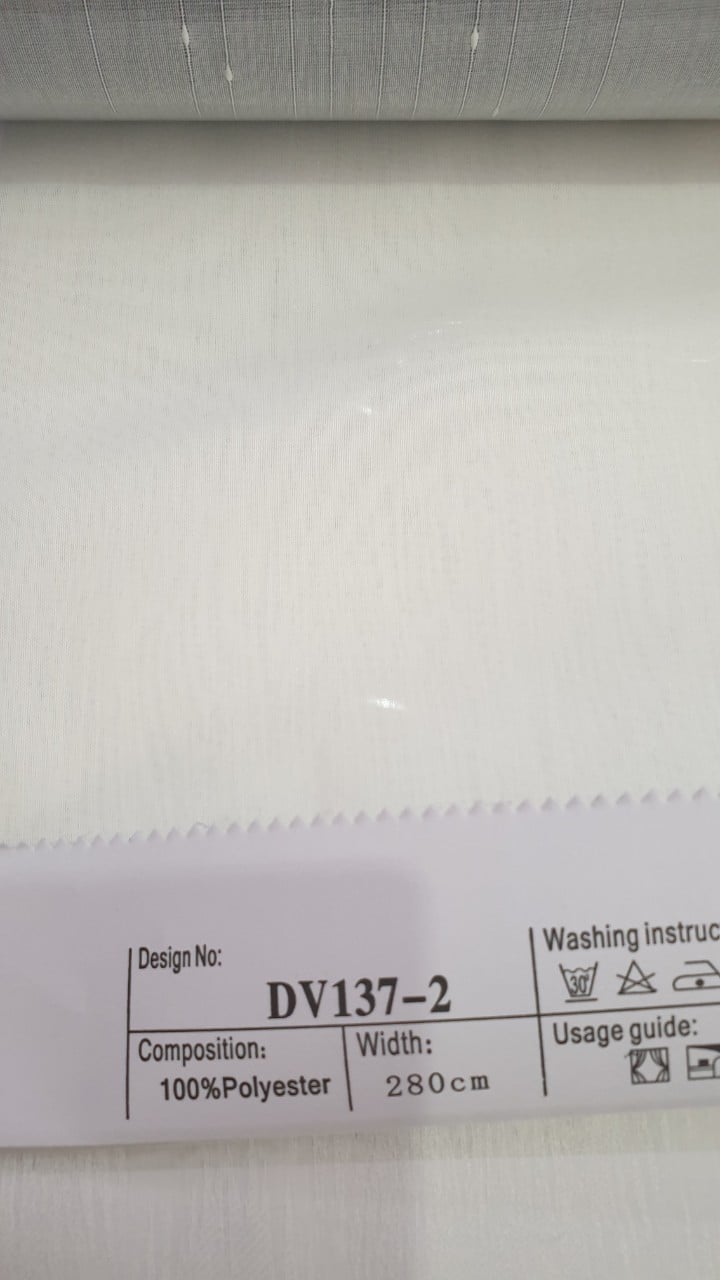 Design No:
DV137-2
Composition:
100%Polyester
Width:
280cm
Washing instruc
30°
Usage guide: